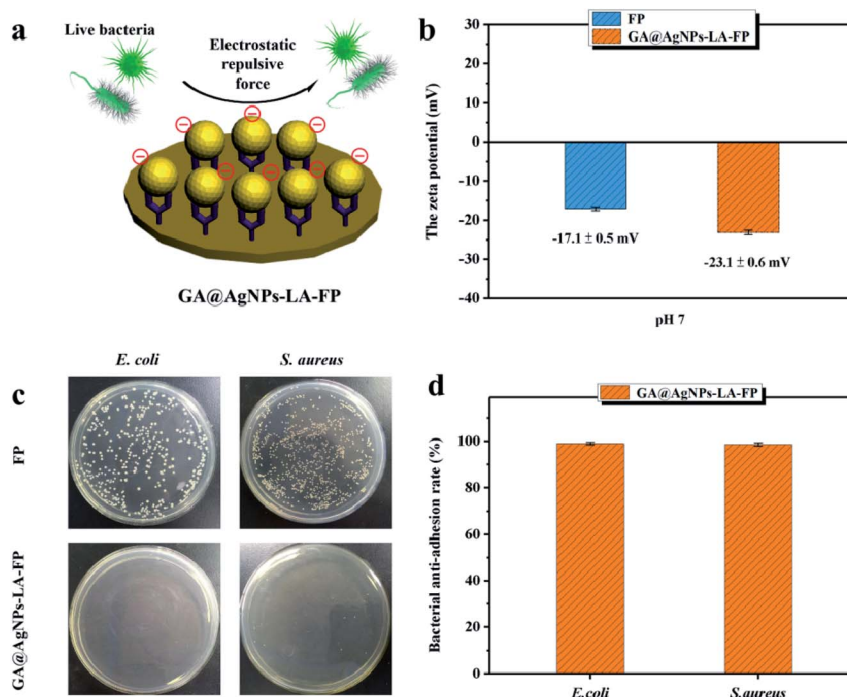 a
Live bacteria
Electrostatic
repulsive
force
GA@AgNPs-LA-FP
b
FP
GA@AgNPs-LA-FP
The zeta potential (mV)
30
20
10
0
-10
-20
-30
-40
-17.1 ± 0.5 mV
-23.1 ± 0.6 mV
pH 7
c
E. coli
S. aureus
FP
GA@AgNPs-LA-FP
d
GA@AgNPs-LA-FP
Bacterial anti-adhesion rate (%)
100
80
60
40
20
0
E.coli
S.aureus